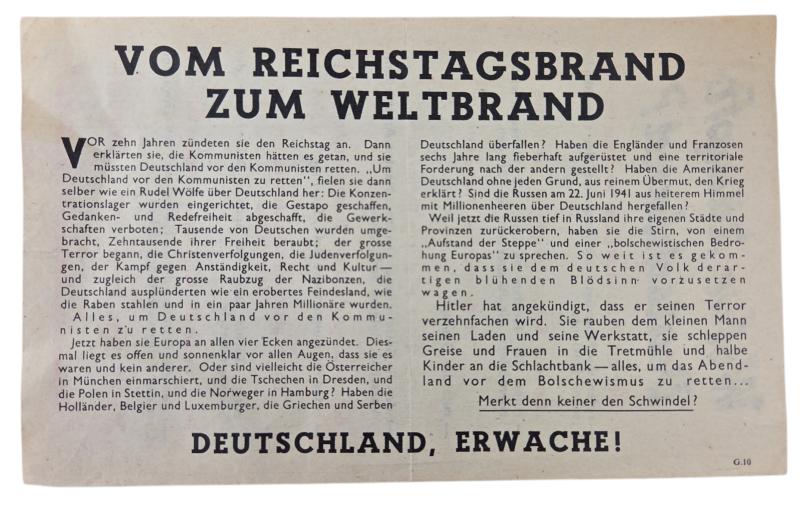 VOM REICHSTAGSBRAND
ZUM WELTBRAND
VOR zehn Jahren zündeten sie den Reichstag an. Dann
erklärten sie, die Kommunisten hätten es getan, und sie
müssten Deutschland vor den Kommunisten retten. „Um
Deutschland vor den Kommunisten zu retten", fielen sie dann
selber wie ein Rudel Wölfe über Deutschland her: Die Konzen-
trationslager wurden eingerichtet, die Gestapo geschaffen,
Gedanken- und Redefreiheit abgeschafft, die Gewerk-
schaften verboten; Tausende von Deutschen wurden umge-
bracht, Zehntausende ihrer Freiheit beraubt; der grosse
Terror begann, die Christenverfolgungen, die Judenverfolgun-
gen, der Kampf gegen Anständigkeit, Recht und Kultur—
und zugleich der grosse Raubzug der Nazibonzen, die
Deutschland ausplünderten wie ein erobertes Feindesland, wie
die Raben stahlen und in ein paar Jahren Millionäre wurden.
Alles, um Deutschland vor den Kommu-
nisten zu retten.
Jetzt haben sie Europa an allen vier Ecken angezündet. Dies-
mal liegt es offen und sonnenklar vor allen Augen, dass sie es
waren und kein anderer. Oder sind vielleicht die Österreicher
in München einmarschiert, und die Tschechen in Dresden, und
die Polen in Stettin, und die Norweger in Hamburg? Haben die
Holländer, Belgier und Luxemburger, die Griechen und Serben
Deutschland überfallen? Haben die Engländer und Franzosen
sechs Jahre lang fieberhaft aufgerüstet und eine territoriale
Forderung nach der andern gestellt? Haben die Amerikaner
Deutschland ohne jeden Grund, aus reinem Übermut, den Krieg
erklärt? Sind die Russen am 22. Juni 1941 aus heiterem Himmel
mit Millionenheeren über Deutschland hergefallen?
Weil jetzt die Russen tief in Russland ihre eigenen Städte und
Provinzen zurückerobern, haben sie die Stirn, von einem
„Aufstand der Steppe" und einer „bolschewistischen Bedro-
hung Europas" zu sprechen. So weit ist es gekom-
men, dass sie dem deutschen Volk derar-
tigen blühenden Blödsinn vorzusetzen
wagen.
Hitler hat angekündigt, dass er seinen Terror
verzehnfachen wird. Sie rauben dem kleinen Mann
seinen Laden und seine Werkstatt, sie schleppen
Greise und Frauen in die Tretmühle und halbe
Kinder an die Schlachtbank—alles, um das Abend-
land vor dem Bolschewismus zu retten...
Merkt denn keiner den Schwindel?
DEUTSCHLAND, ERWACHE!
G.10